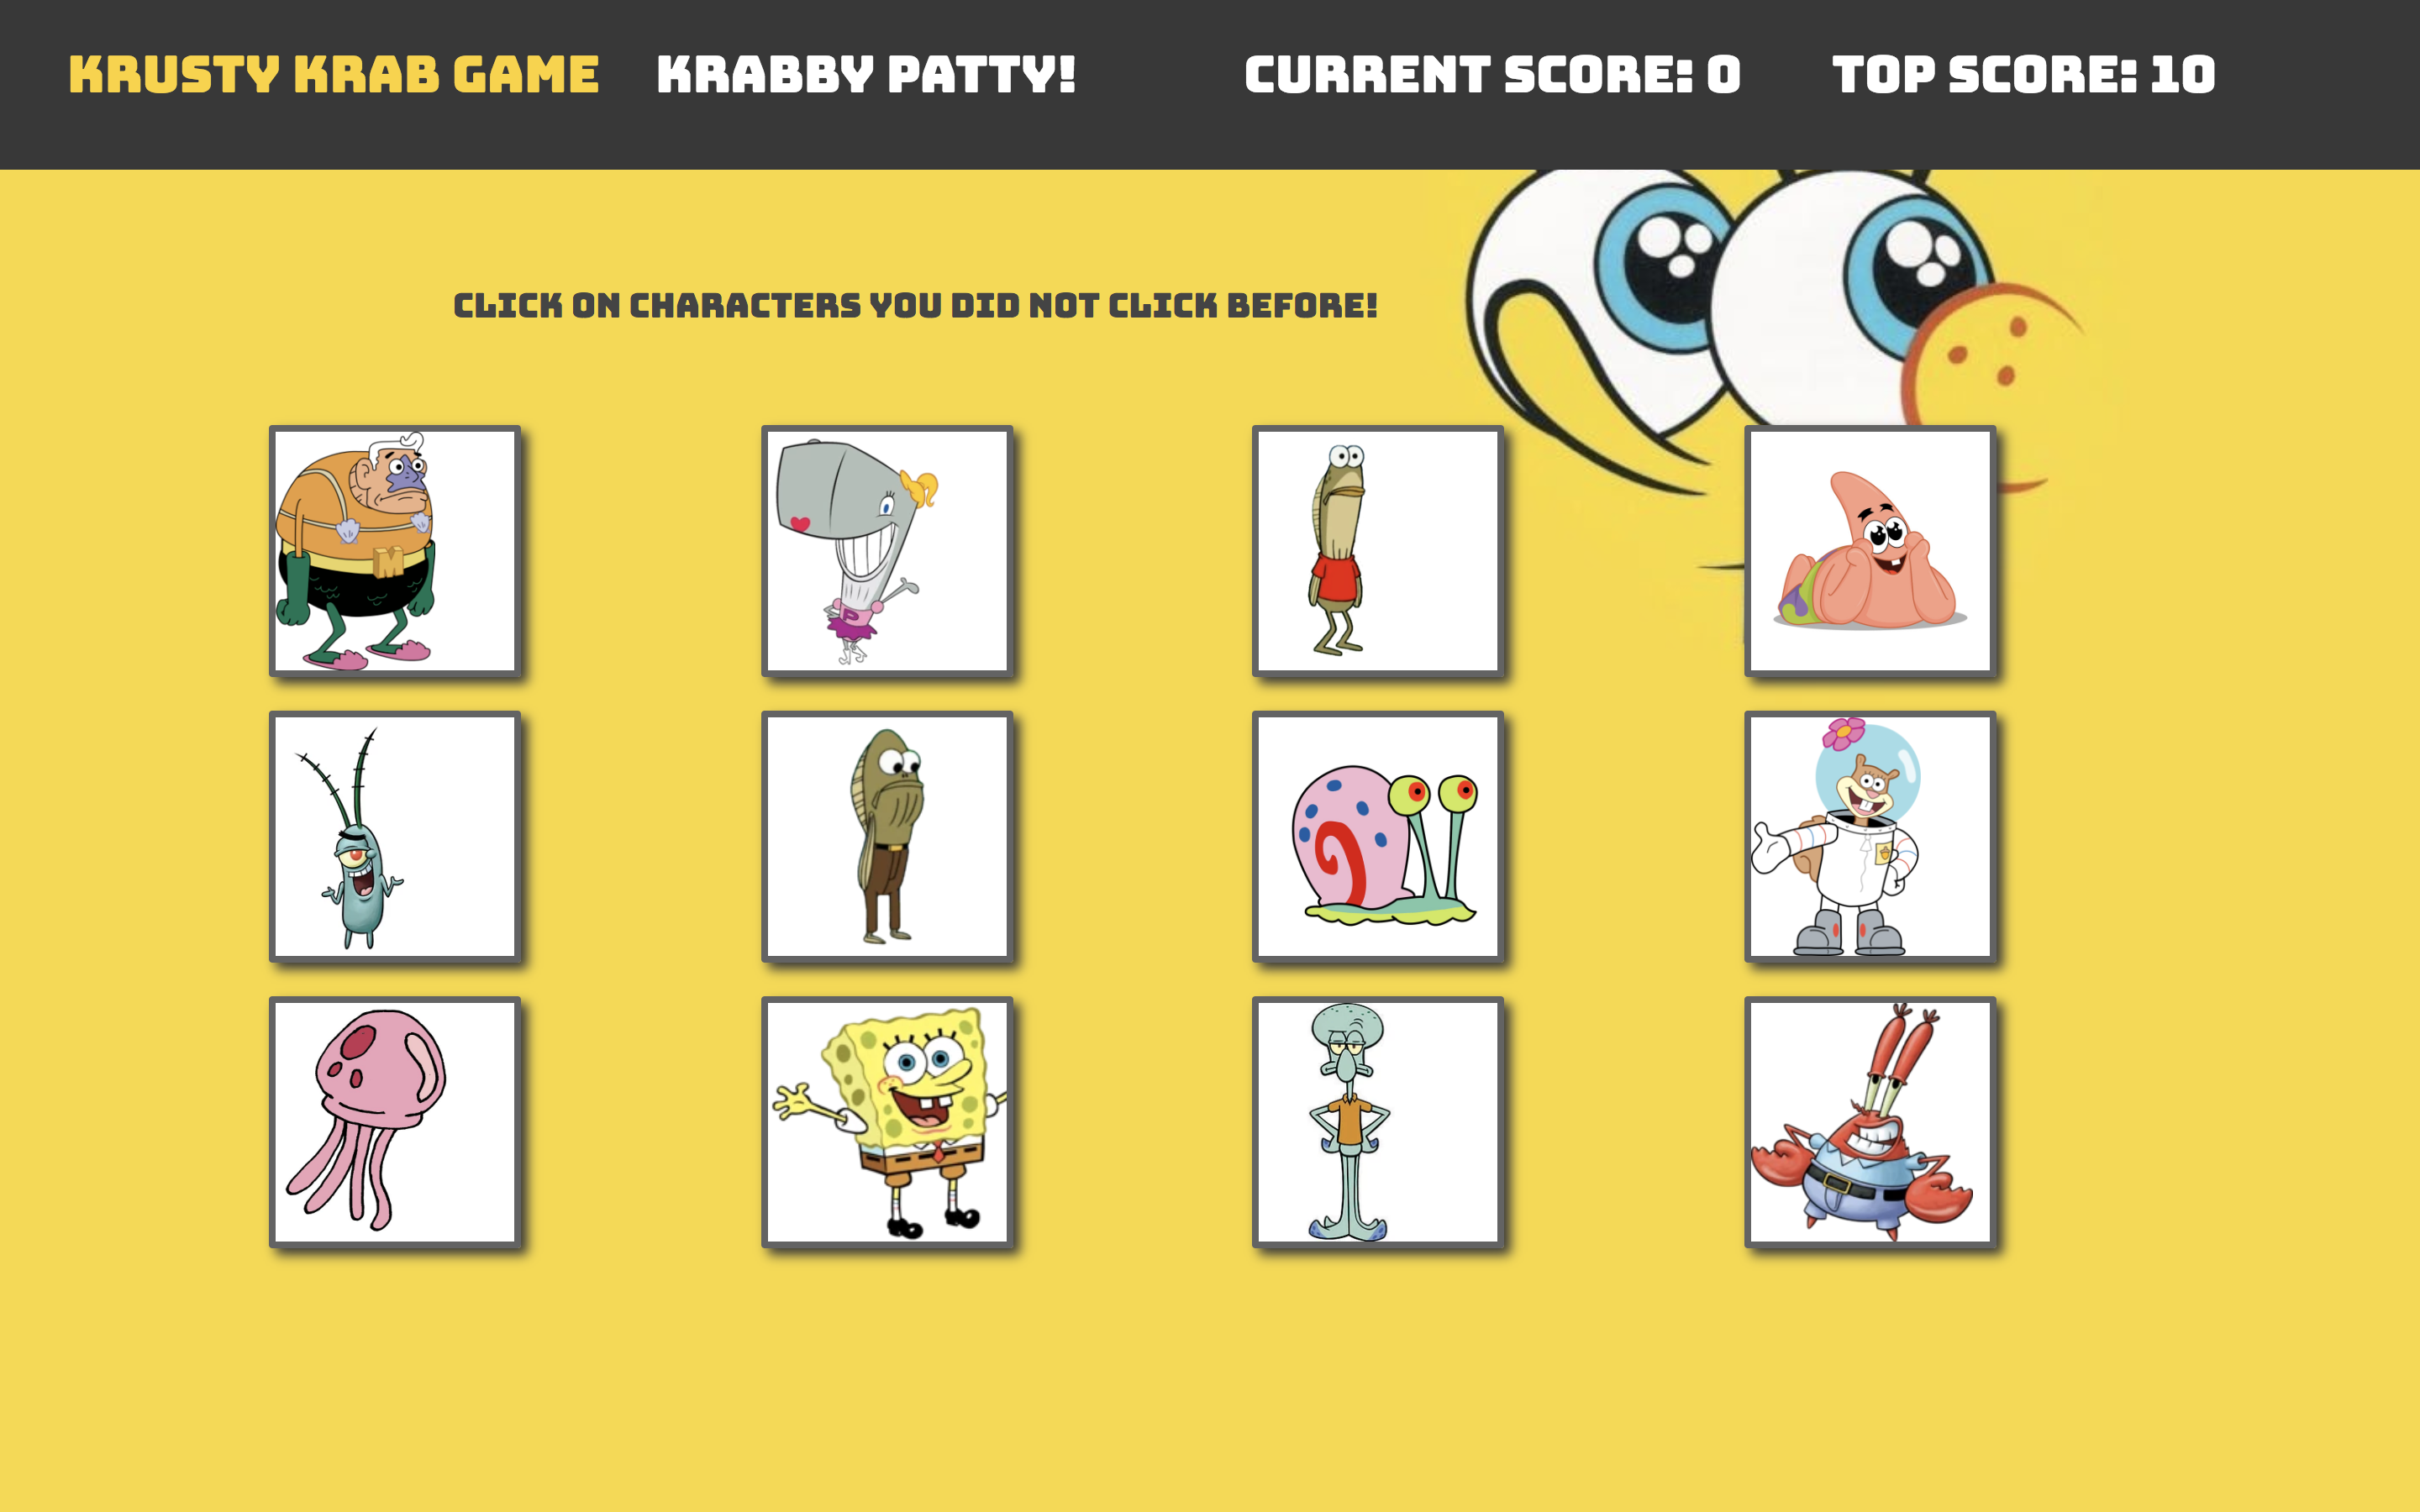 KRUSTY KRAB GAME KRABBY PATTY! CURRENT SCORE: 0 TOP SCORE: 10
CLICK ON CHARACTERS YOU DID NOT CLICK BEFORE!
P
M